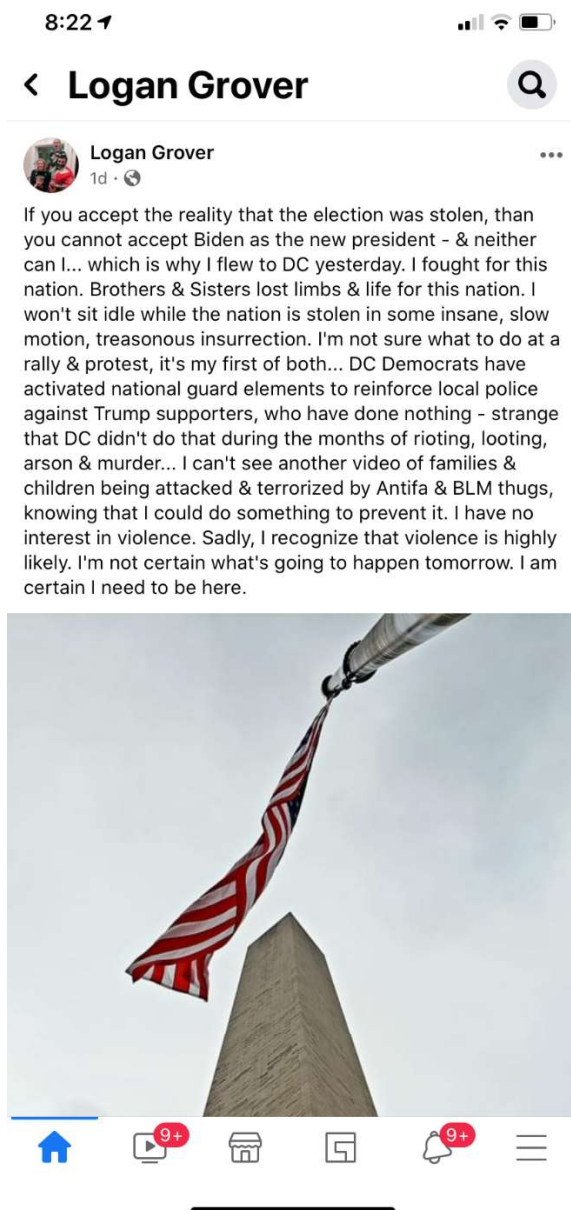 8:22
Logan Grover
Logan Grover
1d ·
If you accept the reality that the election was stolen, than
you cannot accept Biden as the new president - & neither
can I... which is why I flew to DC yesterday. I fought for this
nation. Brothers & Sisters lost limbs & life for this nation. I
won't sit idle while the nation is stolen in some insane, slow
motion, treasonous insurrection. I'm not sure what to do at a
rally & protest, it's my first of both... DC Democrats have
activated national guard elements to reinforce local police
against Trump supporters, who have done nothing - strange
that DC didn't do that during the months of rioting, looting,
arson & murder... I can't see another video of families &
children being attacked & terrorized by Antifa & BLM thugs,
knowing that I could do something to prevent it. I have no
interest in violence. Sadly, I recognize that violence is highly
likely. I'm not certain what's going to happen tomorrow. I am
certain I need to be here.
9+
9+